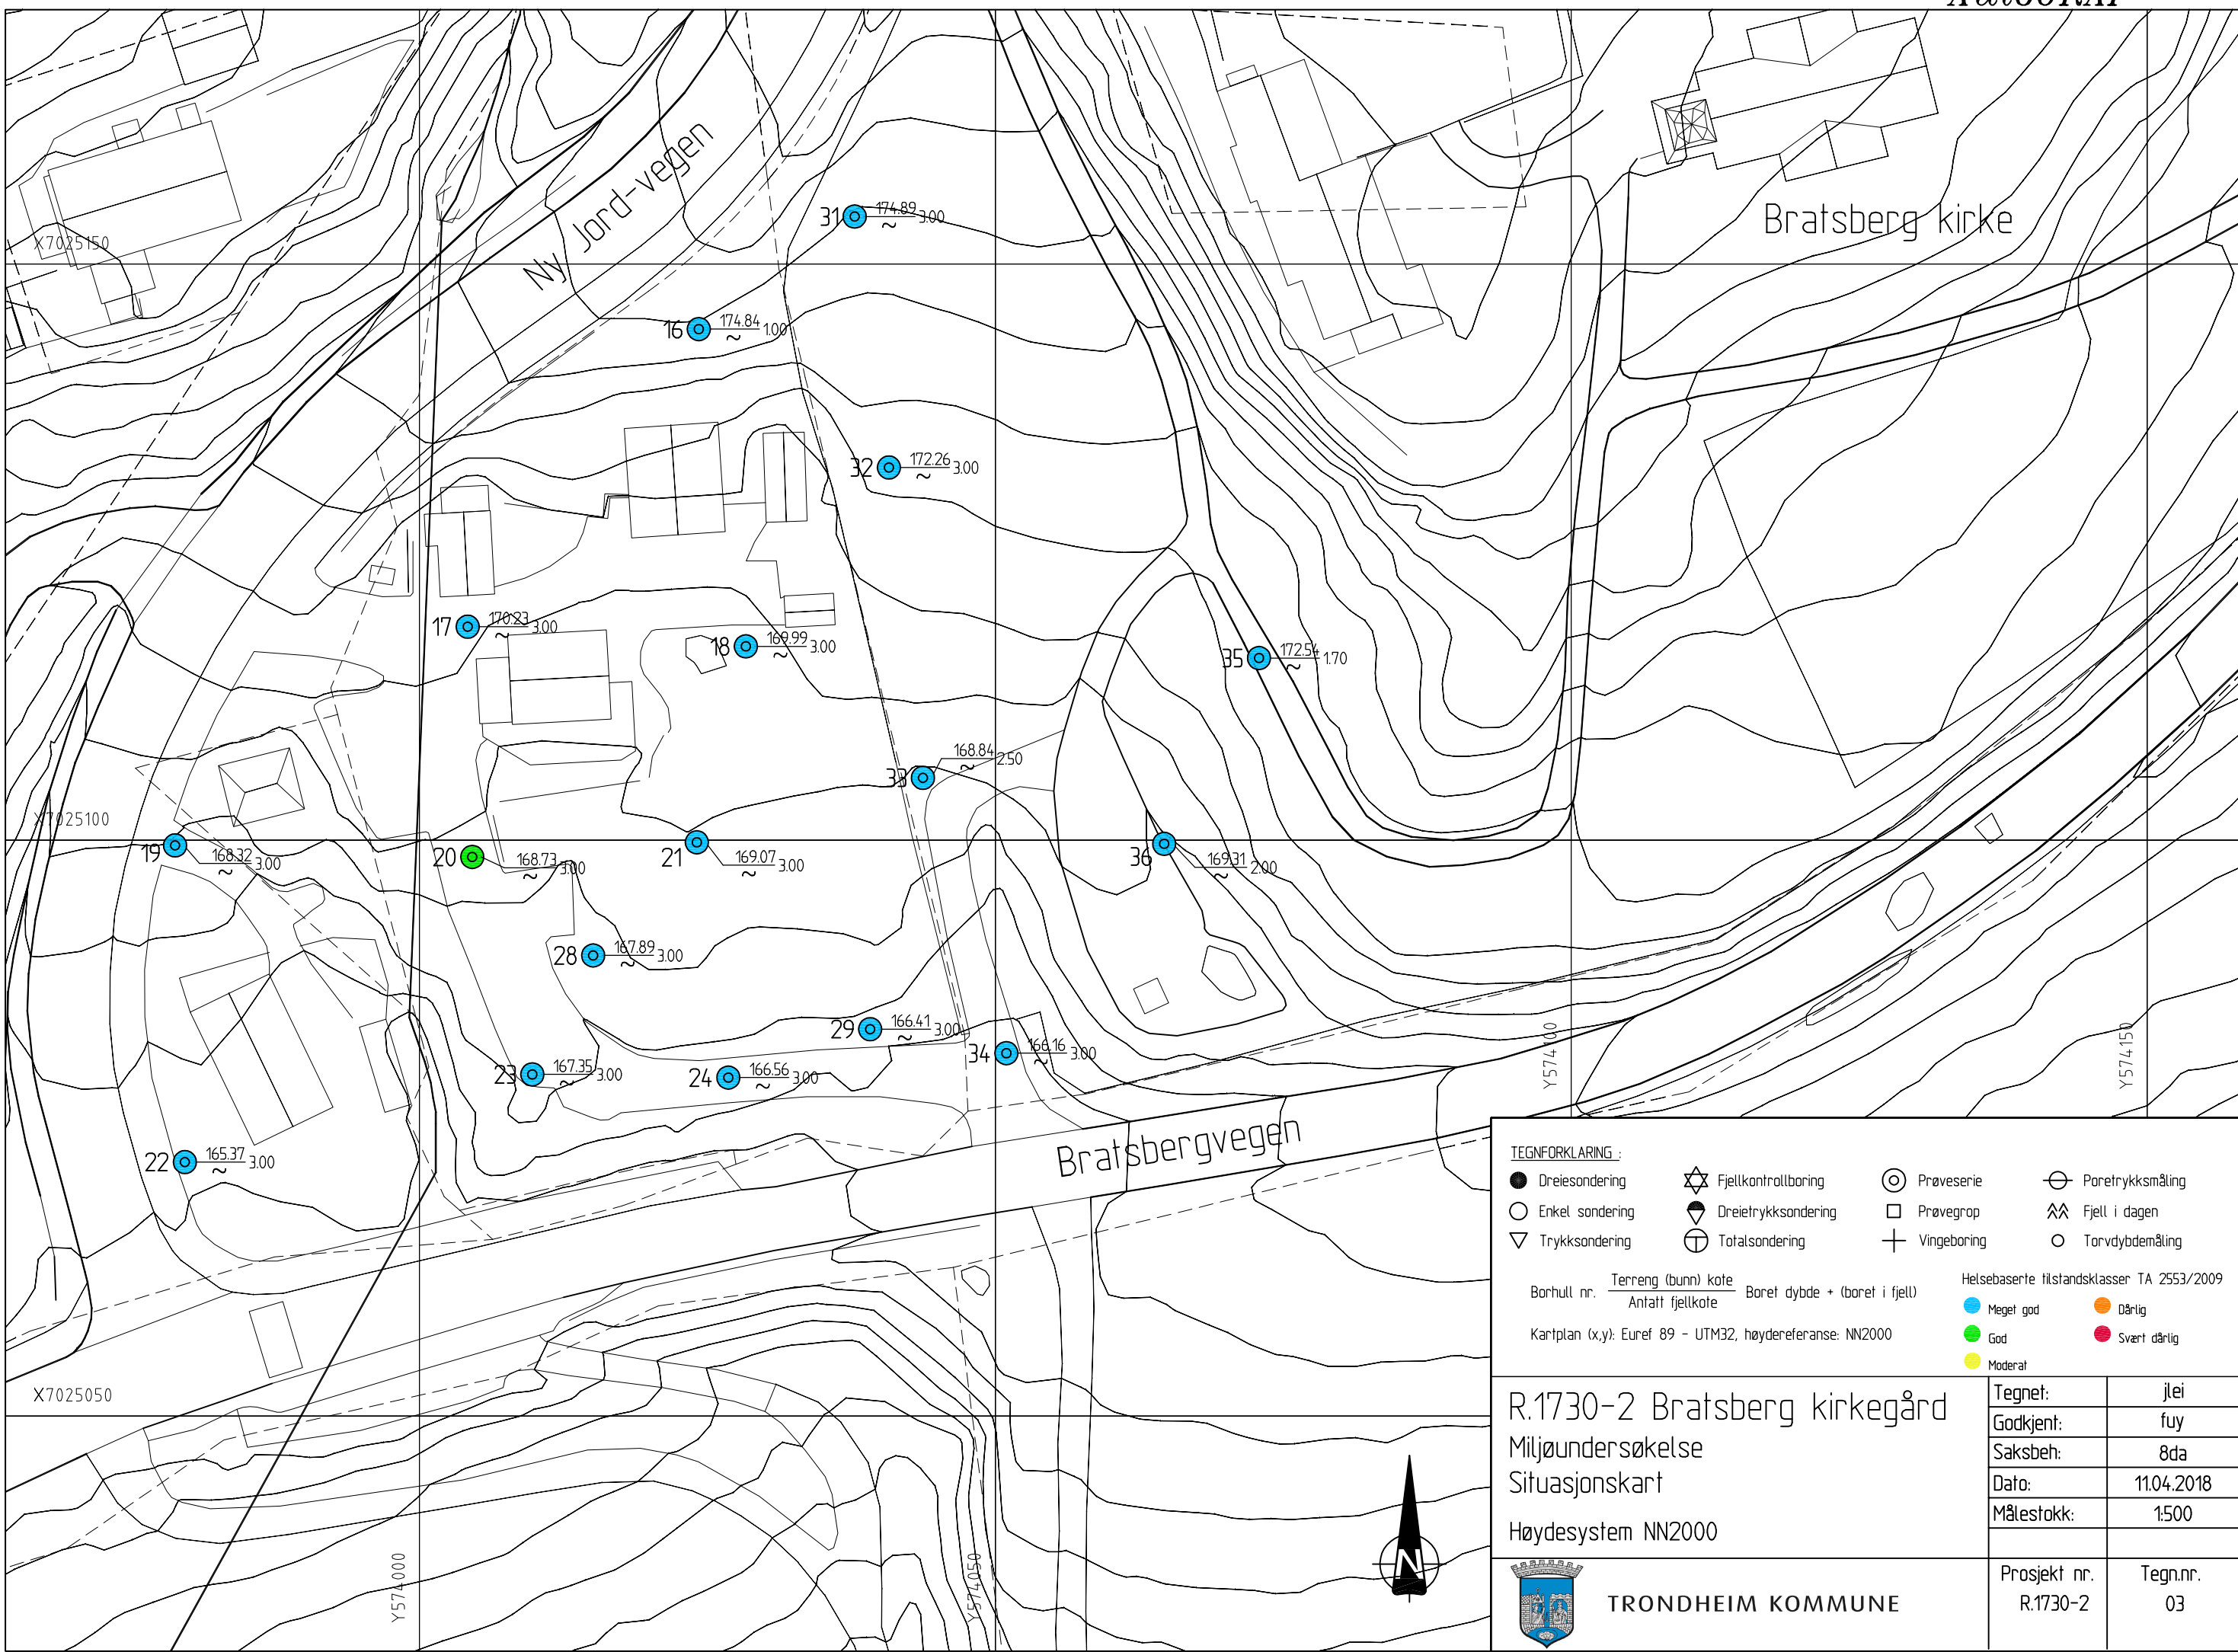 Ny Jord-vegen
Bratsberg kirke
X7025150
31 174.89 3.00
~
16 174.84 1.00
~
32 172.26 3.00
~
17 170.23 3.00
~
18 169.99 3.00
~
35 172.54 1.70
~
33 168.84 2.50
~
X7025100
19 168.32 3.00
~
20 168.73 3.00
~
21 169.07 3.00
~
36 169.31 2.00
~
28 167.89 3.00
~
29 166.41 3.00
~
34 166.16 3.00
~
23 167.35 3.00
~
24 166.56 3.00
~
22 165.37 3.00
~
Y574100
Y574150
Bratsbergvegen
X7025050
Y574000
Y574050
TEGNFORKLARING :
Dreiesondering Fjellkontrollboring Prøveserie Poretrykksmåling
Enkel sondering Dreietrykksondering Prøvegrop Fjell i dagen
Trykksondering Totalsondering Vingeboring Torvdybdemåling
Borhull nr. Terreng (bunn) kote Boret dybde + (boret i fjell)
Antatt fjellkote
Kartplan (x,y): Euref 89 - UTM32, høydereferanse: NN2000
Helsebaserte tilstandsklasser TA 2553/2009
Meget god Dårlig
God Svært dårlig
Moderat
R.1730-2 Bratsberg kirkegård
Miljøundersøkelse
Situasjonskart
Høydesystem NN2000
Tegnet: jlei
Godkjent: fuy
Saksbeh: 8da
Dato: 11.04.2018
Målestokk: 1:500
N
TRONDHEIM KOMMUNE
Prosjekt nr. Tegn.nr.
R.1730-2 03